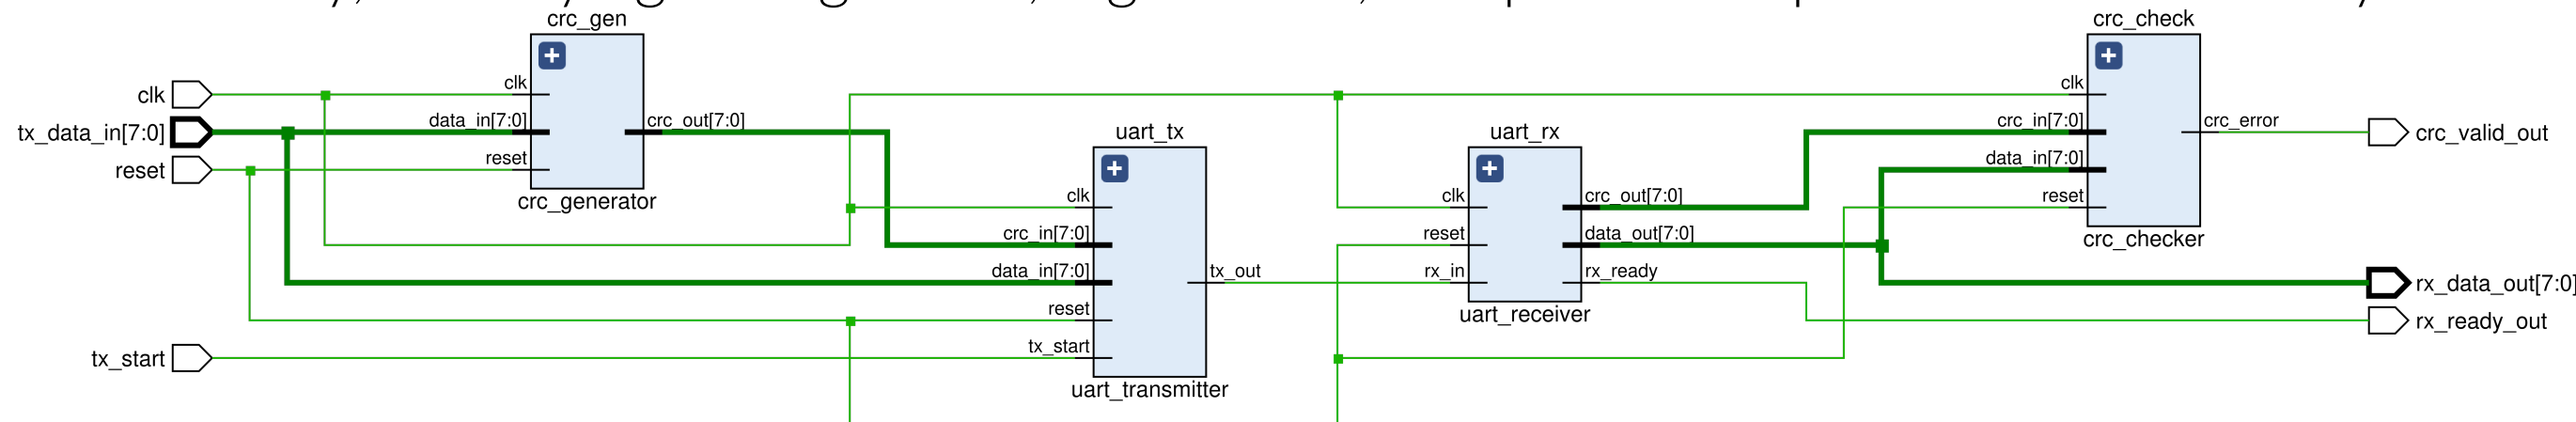 clk
tx_data_in[7:0]
reset
tx_start
crc_gen
clk
data_in[7:0]
reset
crc_out[7:0]
crc_generator
uart_tx
clk
crc_in[7:0]
data_in[7:0]
reset
tx_start
tx_out
uart_transmitter
uart_rx
clk
reset
rx_in
crc_out[7:0]
data_out[7:0]
rx_ready
uart_receiver
crc_check
clk
crc_in[7:0]
data_in[7:0]
reset
crc_error
crc_checker
crc_valid_out
rx_data_out[7:0]
rx_ready_out